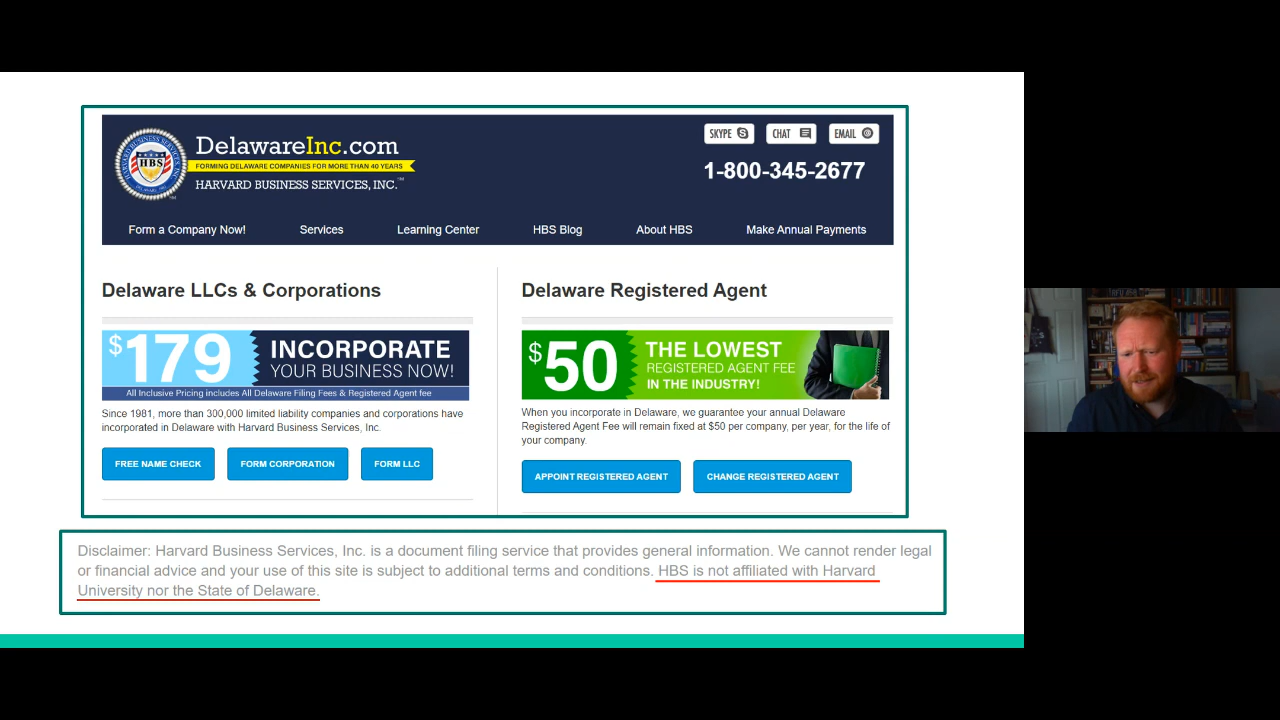 DelawareInc.com
FORMING DELAWARE COMPANIES FOR MORE THAN 40 YEARS
HARVARD BUSINESS SERVICES, INC.℠
HBS
SKYPE CHAT EMAIL
1-800-345-2677
Form a Company Now! Services Learning Center HBS Blog About HBS Make Annual Payments
Delaware LLCs & Corporations
$179 INCORPORATE
YOUR BUSINESS NOW!
All Inclusive Pricing includes All Delaware Filing Fees & Registered Agent fee
Since 1981, more than 300,000 limited liability companies and corporations have
incorporated in Delaware with Harvard Business Services, Inc.
FREE NAME CHECK FORM CORPORATION FORM LLC
Delaware Registered Agent
$50 THE LOWEST
REGISTERED AGENT FEE
IN THE INDUSTRY!
When you incorporate in Delaware, we guarantee your annual Delaware
Registered Agent Fee will remain fixed at $50 per company, per year, for the life of
your company.
APPOINT REGISTERED AGENT CHANGE REGISTERED AGENT
Disclaimer: Harvard Business Services, Inc. is a document filing service that provides general information. We cannot render legal
or financial advice and your use of this site is subject to additional terms and conditions. HBS is not affiliated with Harvard
University nor the State of Delaware.